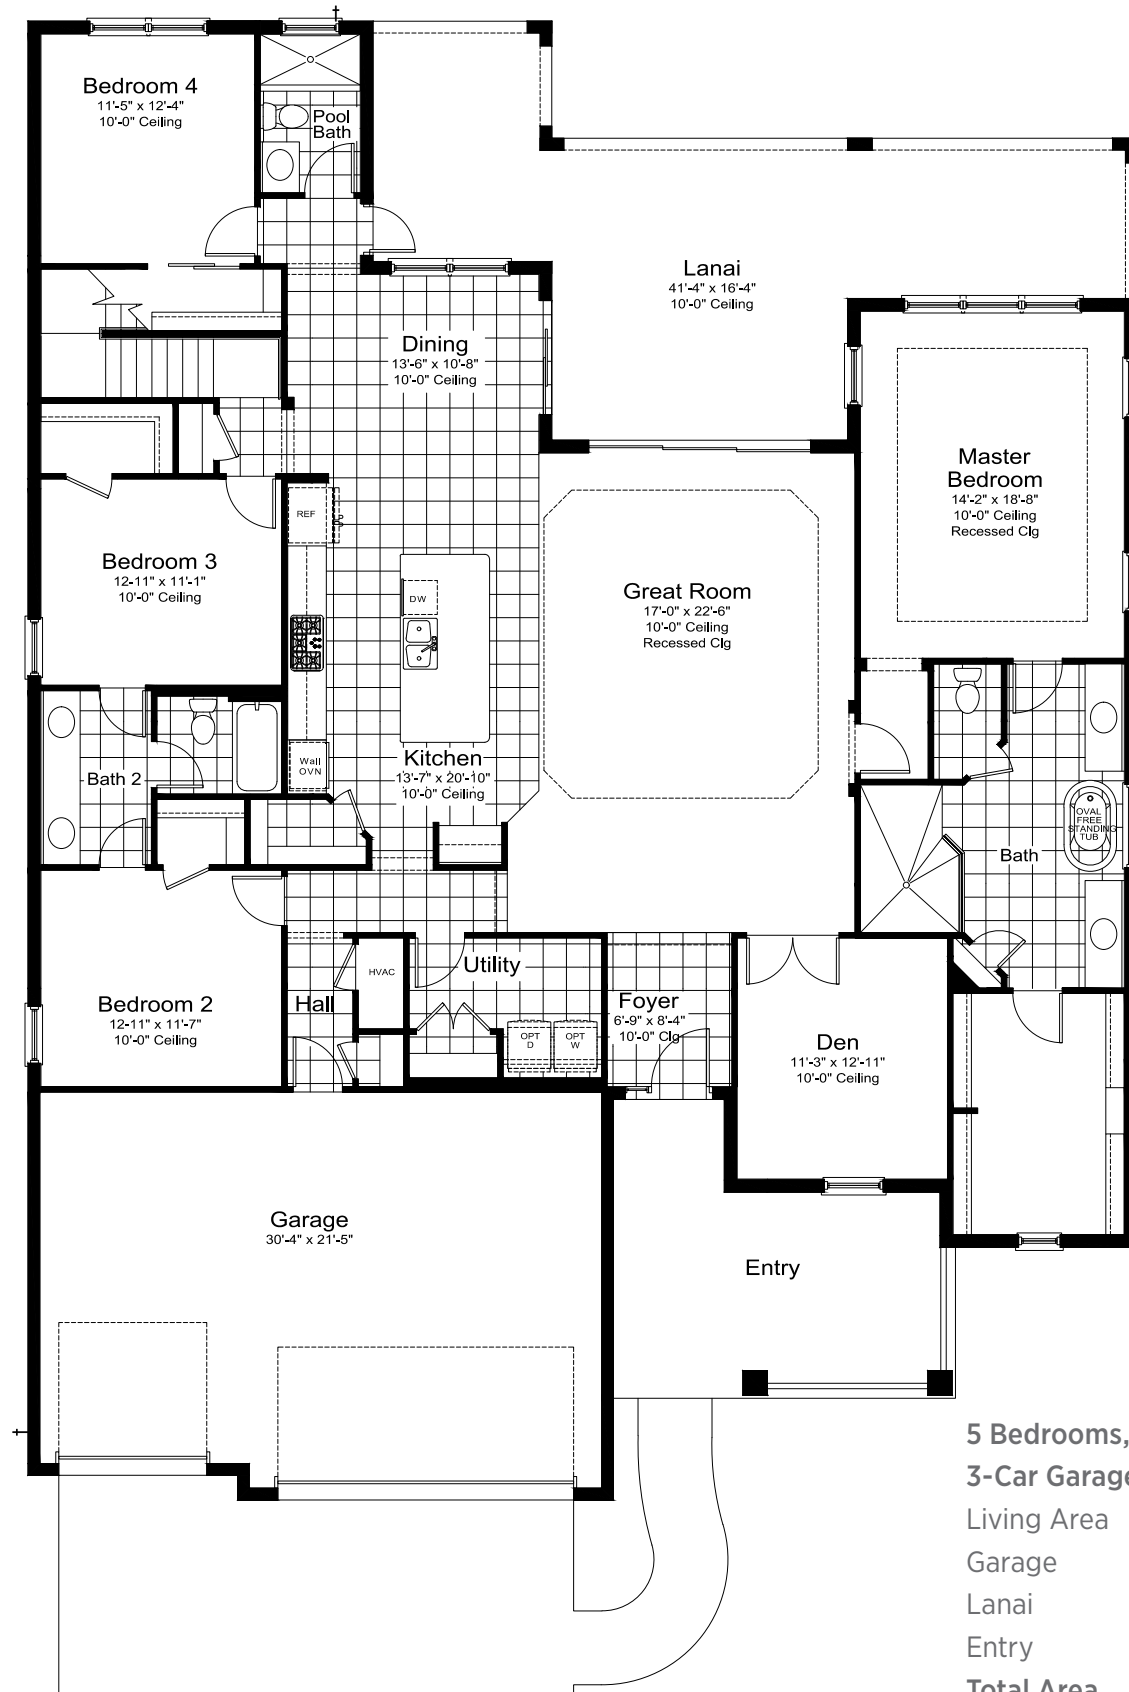 Bedroom 4
11'-5" x 12'-4"
10'-0" Ceiling
Pool
Bath
Lanai
41'-4" x 16'-4"
10'-0" Ceiling
Dining
13'-6" x 10'-8"
10'-0" Ceiling
Master
Bedroom
14'-2" x 18'-8"
10'-0" Ceiling
Recessed Clg
REF
Bedroom 3
12-11" x 11'-1"
10'-0" Ceiling
DW
Great Room
17'-0" x 22'-6"
10'-0" Ceiling
Recessed Clg
Wall
OVN
Kitchen
13'-7" x 20'-10"
10'-0" Ceiling
Bath 2
OVAL
FREE
STANDING
TUB
Bath
Utility
HVAC
Bedroom 2
12-11" x 11'-7"
10'-0" Ceiling
Hall
Foyer
6'-9" x 8'-4"
10'-0" Clg
OPT
D
OPT
W
Den
11'-3" x 12'-11"
10'-0" Ceiling
Garage
30'-4" x 21'-5"
Entry
5 Bedrooms,
3-Car Garage
Living Area
Garage
Lanai
Entry
Total Area